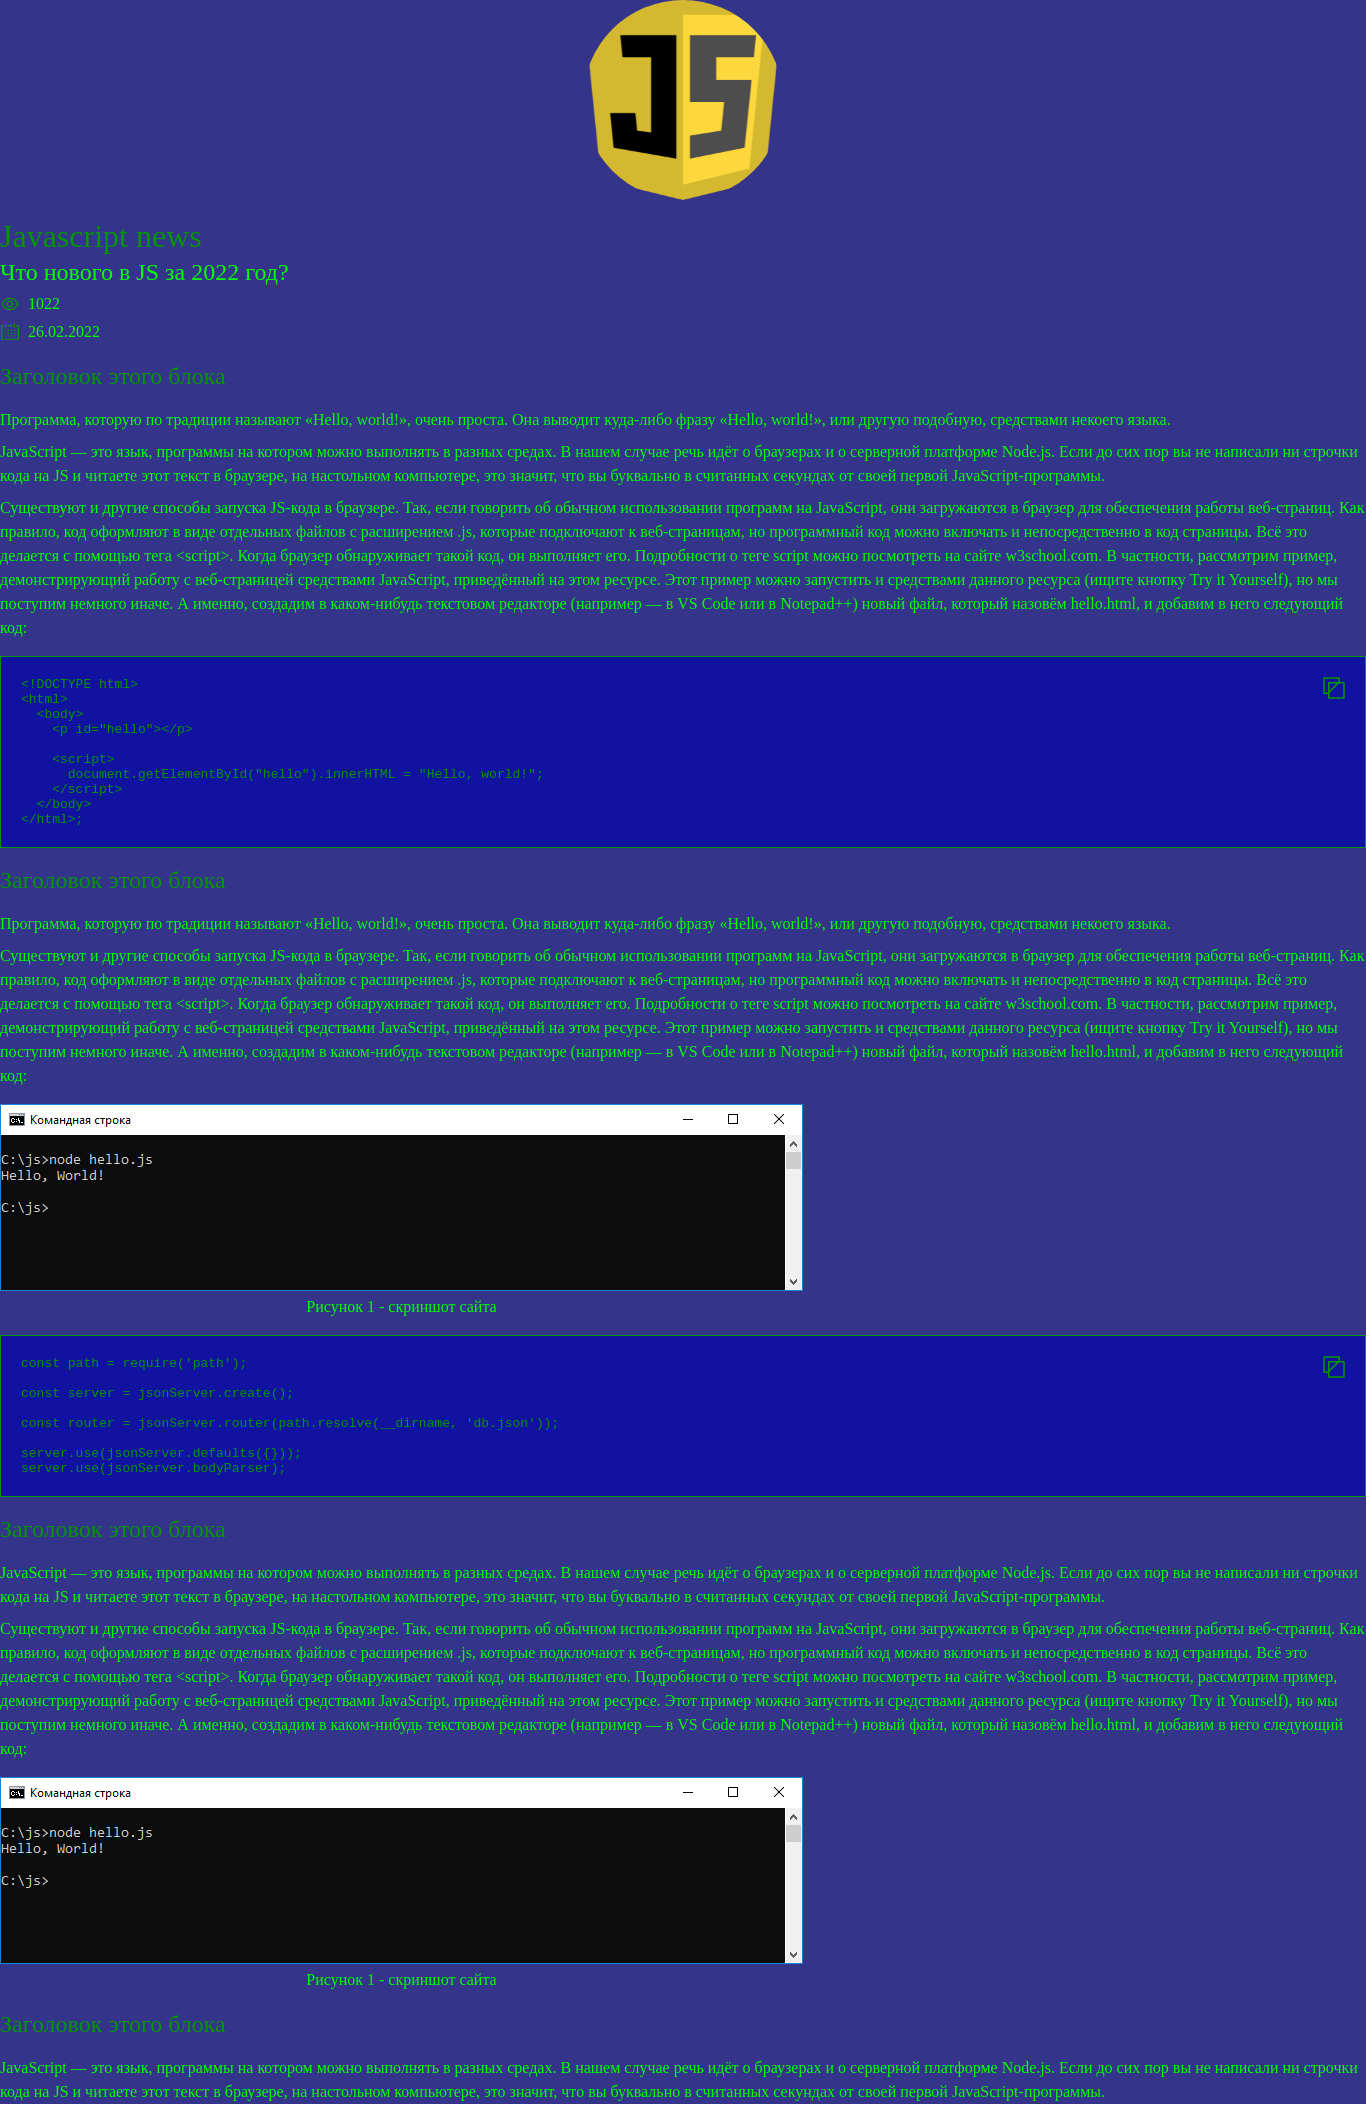 JS
Javascript news
Что нового в JS за 2022 год?
1022
26.02.2022
Заголовок этого блока
Программа, которую по традиции называют «Hello, world!», очень проста. Она выводит куда-либо фразу «Hello, world!», или другую подобную, средствами некоего языка.
JavaScript — это язык, программы на котором можно выполнять в разных средах. В нашем случае речь идёт о браузерах и о серверной платформе Node.js. Если до сих пор вы не написали ни строчки
кода на JS и читаете этот текст в браузере, на настольном компьютере, это значит, что вы буквально в считанных секундах от своей первой JavaScript-программы.
Существуют и другие способы запуска JS-кода в браузере. Так, если говорить об обычном использовании программ на JavaScript, они загружаются в браузер для обеспечения работы веб-страниц. Как
правило, код оформляют в виде отдельных файлов с расширением .js, которые подключают к веб-страницам, но программный код можно включать и непосредственно в код страницы. Всё это
делается с помощью тега <script>. Когда браузер обнаруживает такой код, он выполняет его. Подробности о теге script можно посмотреть на сайте w3school.com. В частности, рассмотрим пример,
демонстрирующий работу с веб-страницей средствами JavaScript, приведённый на этом ресурсе. Этот пример можно запустить и средствами данного ресурса (ищите кнопку Try it Yourself), но мы
поступим немного иначе. А именно, создадим в каком-нибудь текстовом редакторе (например — в VS Code или в Notepad++) новый файл, который назовём hello.html, и добавим в него следующий
код:
<!DOCTYPE html>
<html>
  <body>
    <p id="hello"></p>
    <script>
      document.getElementById("hello").innerHTML = "Hello, world!";
    </script>
  </body>
</html>;
Заголовок этого блока
Программа, которую по традиции называют «Hello, world!», очень проста. Она выводит куда-либо фразу «Hello, world!», или другую подобную, средствами некоего языка.
Существуют и другие способы запуска JS-кода в браузере. Так, если говорить об обычном использовании программ на JavaScript, они загружаются в браузер для обеспечения работы веб-страниц. Как
правило, код оформляют в виде отдельных файлов с расширением .js, которые подключают к веб-страницам, но программный код можно включать и непосредственно в код страницы. Всё это
делается с помощью тега <script>. Когда браузер обнаруживает такой код, он выполняет его. Подробности о теге script можно посмотреть на сайте w3school.com. В частности, рассмотрим пример,
демонстрирующий работу с веб-страницей средствами JavaScript, приведённый на этом ресурсе. Этот пример можно запустить и средствами данного ресурса (ищите кнопку Try it Yourself), но мы
поступим немного иначе. А именно, создадим в каком-нибудь текстовом редакторе (например — в VS Code или в Notepad++) новый файл, который назовём hello.html, и добавим в него следующий
код:
Командная строка
C:\js>node hello.js
Hello, World!
C:\js>
Рисунок 1 - скриншот сайта
const path = require('path');
const server = jsonServer.create();
const router = jsonServer.router(path.resolve(__dirname, 'db.json'));
server.use(jsonServer.defaults({}));
server.use(jsonServer.bodyParser);
Заголовок этого блока
JavaScript — это язык, программы на котором можно выполнять в разных средах. В нашем случае речь идёт о браузерах и о серверной платформе Node.js. Если до сих пор вы не написали ни строчки
кода на JS и читаете этот текст в браузере, на настольном компьютере, это значит, что вы буквально в считанных секундах от своей первой JavaScript-программы.
Существуют и другие способы запуска JS-кода в браузере. Так, если говорить об обычном использовании программ на JavaScript, они загружаются в браузер для обеспечения работы веб-страниц. Как
правило, код оформляют в виде отдельных файлов с расширением .js, которые подключают к веб-страницам, но программный код можно включать и непосредственно в код страницы. Всё это
делается с помощью тега <script>. Когда браузер обнаруживает такой код, он выполняет его. Подробности о теге script можно посмотреть на сайте w3school.com. В частности, рассмотрим пример,
демонстрирующий работу с веб-страницей средствами JavaScript, приведённый на этом ресурсе. Этот пример можно запустить и средствами данного ресурса (ищите кнопку Try it Yourself), но мы
поступим немного иначе. А именно, создадим в каком-нибудь текстовом редакторе (например — в VS Code или в Notepad++) новый файл, который назовём hello.html, и добавим в него следующий
код:
Командная строка
C:\js>node hello.js
Hello, World!
C:\js>
Рисунок 1 - скриншот сайта
Заголовок этого блока
JavaScript — это язык, программы на котором можно выполнять в разных средах. В нашем случае речь идёт о браузерах и о серверной платформе Node.js. Если до сих пор вы не написали ни строчки
кода на JS и читаете этот текст в браузере, на настольном компьютере, это значит, что вы буквально в считанных секундах от своей первой JavaScript-программы.